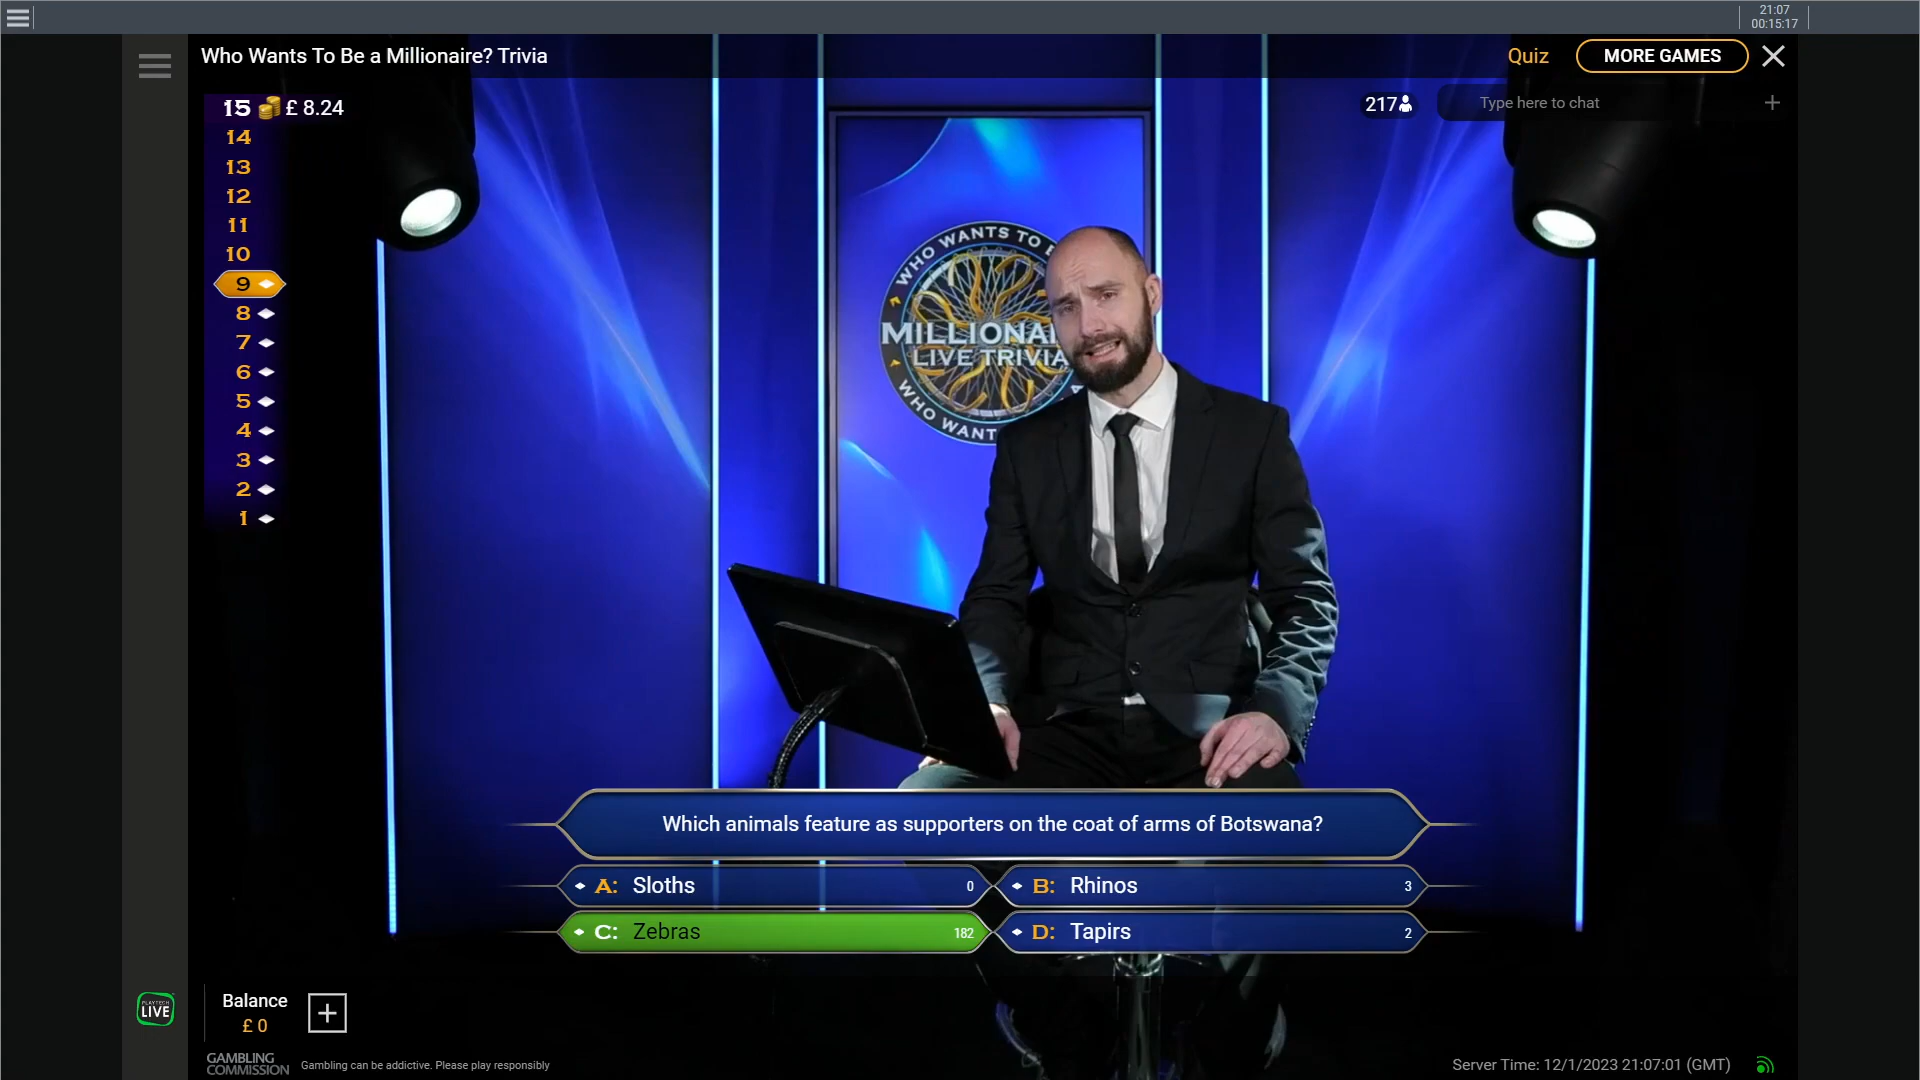 21:07
00:15:17
Who Wants To Be a Millionaire? Trivia
Quiz
MORE GAMES
15 £ 8.24
217
Type here to chat
14
13
12
11
10
9
8
7
6
5
4
3
2
1
WHO WANTS TO
MILLIONAI
LIVE TRIVIA
WHO WANT
Which animals feature as supporters on the coat of arms of Botswana?
A: Sloths 0
B: Rhinos 3
C: Zebras 182
D: Tapirs 2
PLAYTECH
LIVE
Balance
£ 0
GAMBLING
COMMISSION
Gambling can be addictive. Please play responsibly
Server Time: 12/1/2023 21:07:01 (GMT)